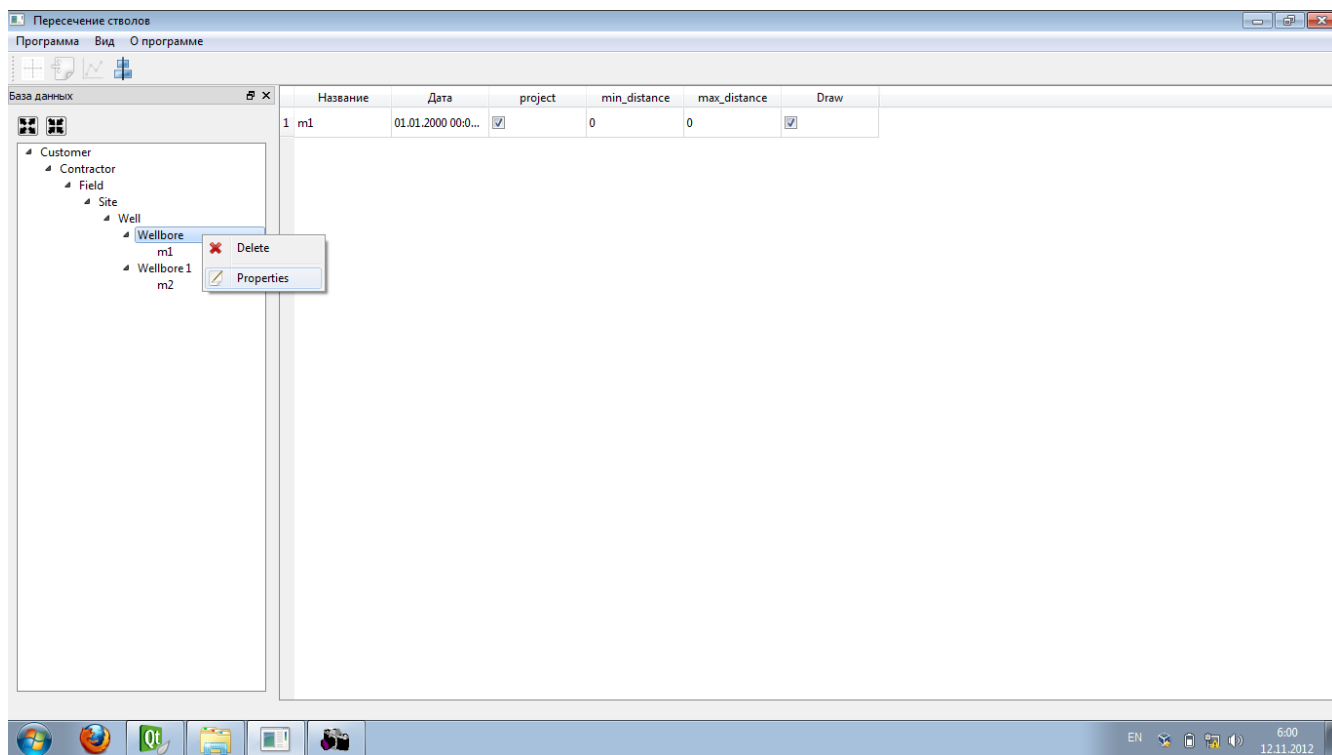 Пересечение стволов
Программа Вид О программе
База данных
Название Дата project min_distance max_distance Draw
1 m1 01.01.2000 00:0... 0 0
Customer
Contractor
Field
Site
Well
Wellbore
m1
Wellbore 1
m2
Delete
Properties
Qt
EN 6:00
12.11.2012